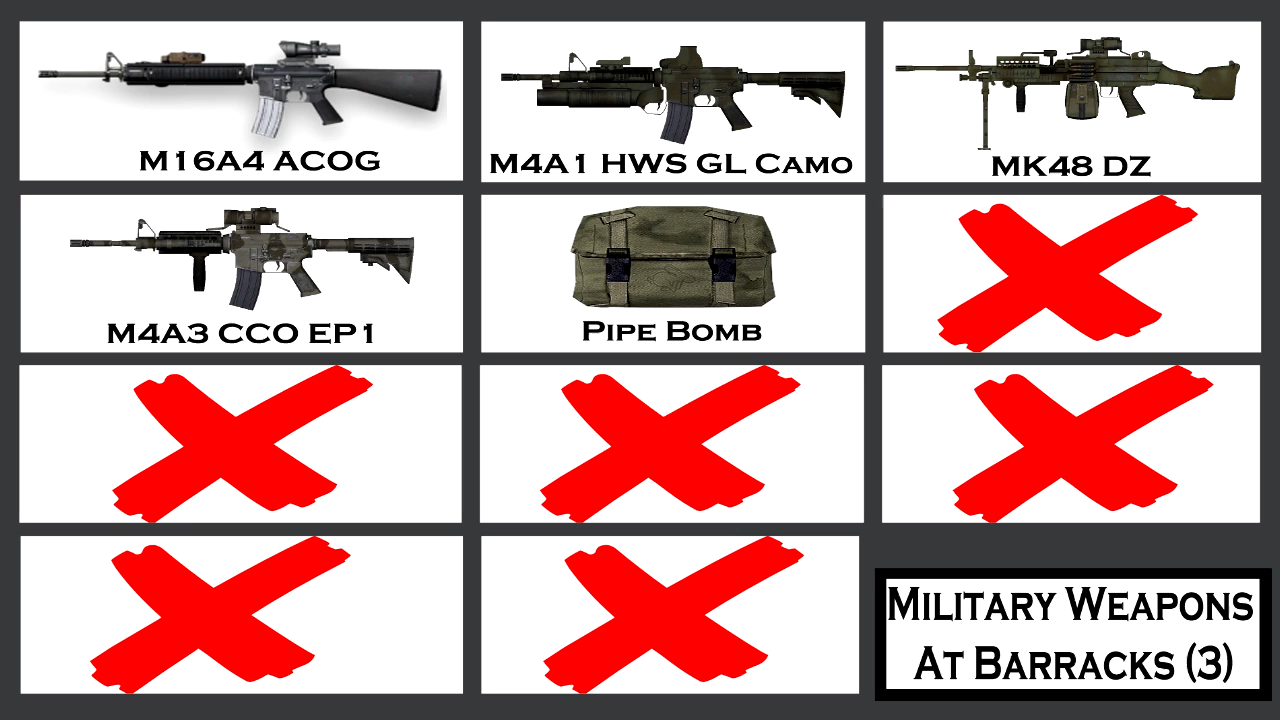 M16A4 ACOG
M4A1 HWS GL Camo
MK48 DZ
M4A3 CCO EP1
Pipe Bomb
Military Weapons
At Barracks (3)